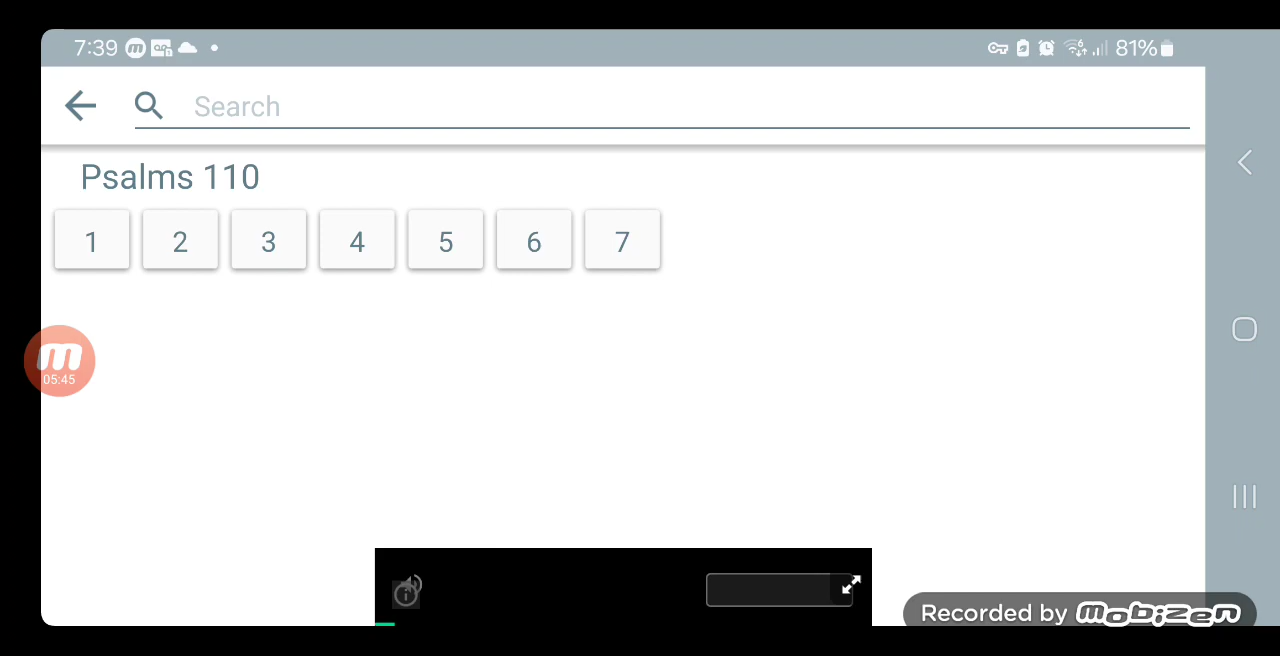 7:39 81%
Search
Psalms 110
1 2 3 4 5 6 7
m
05:45
Recorded by Mobizen